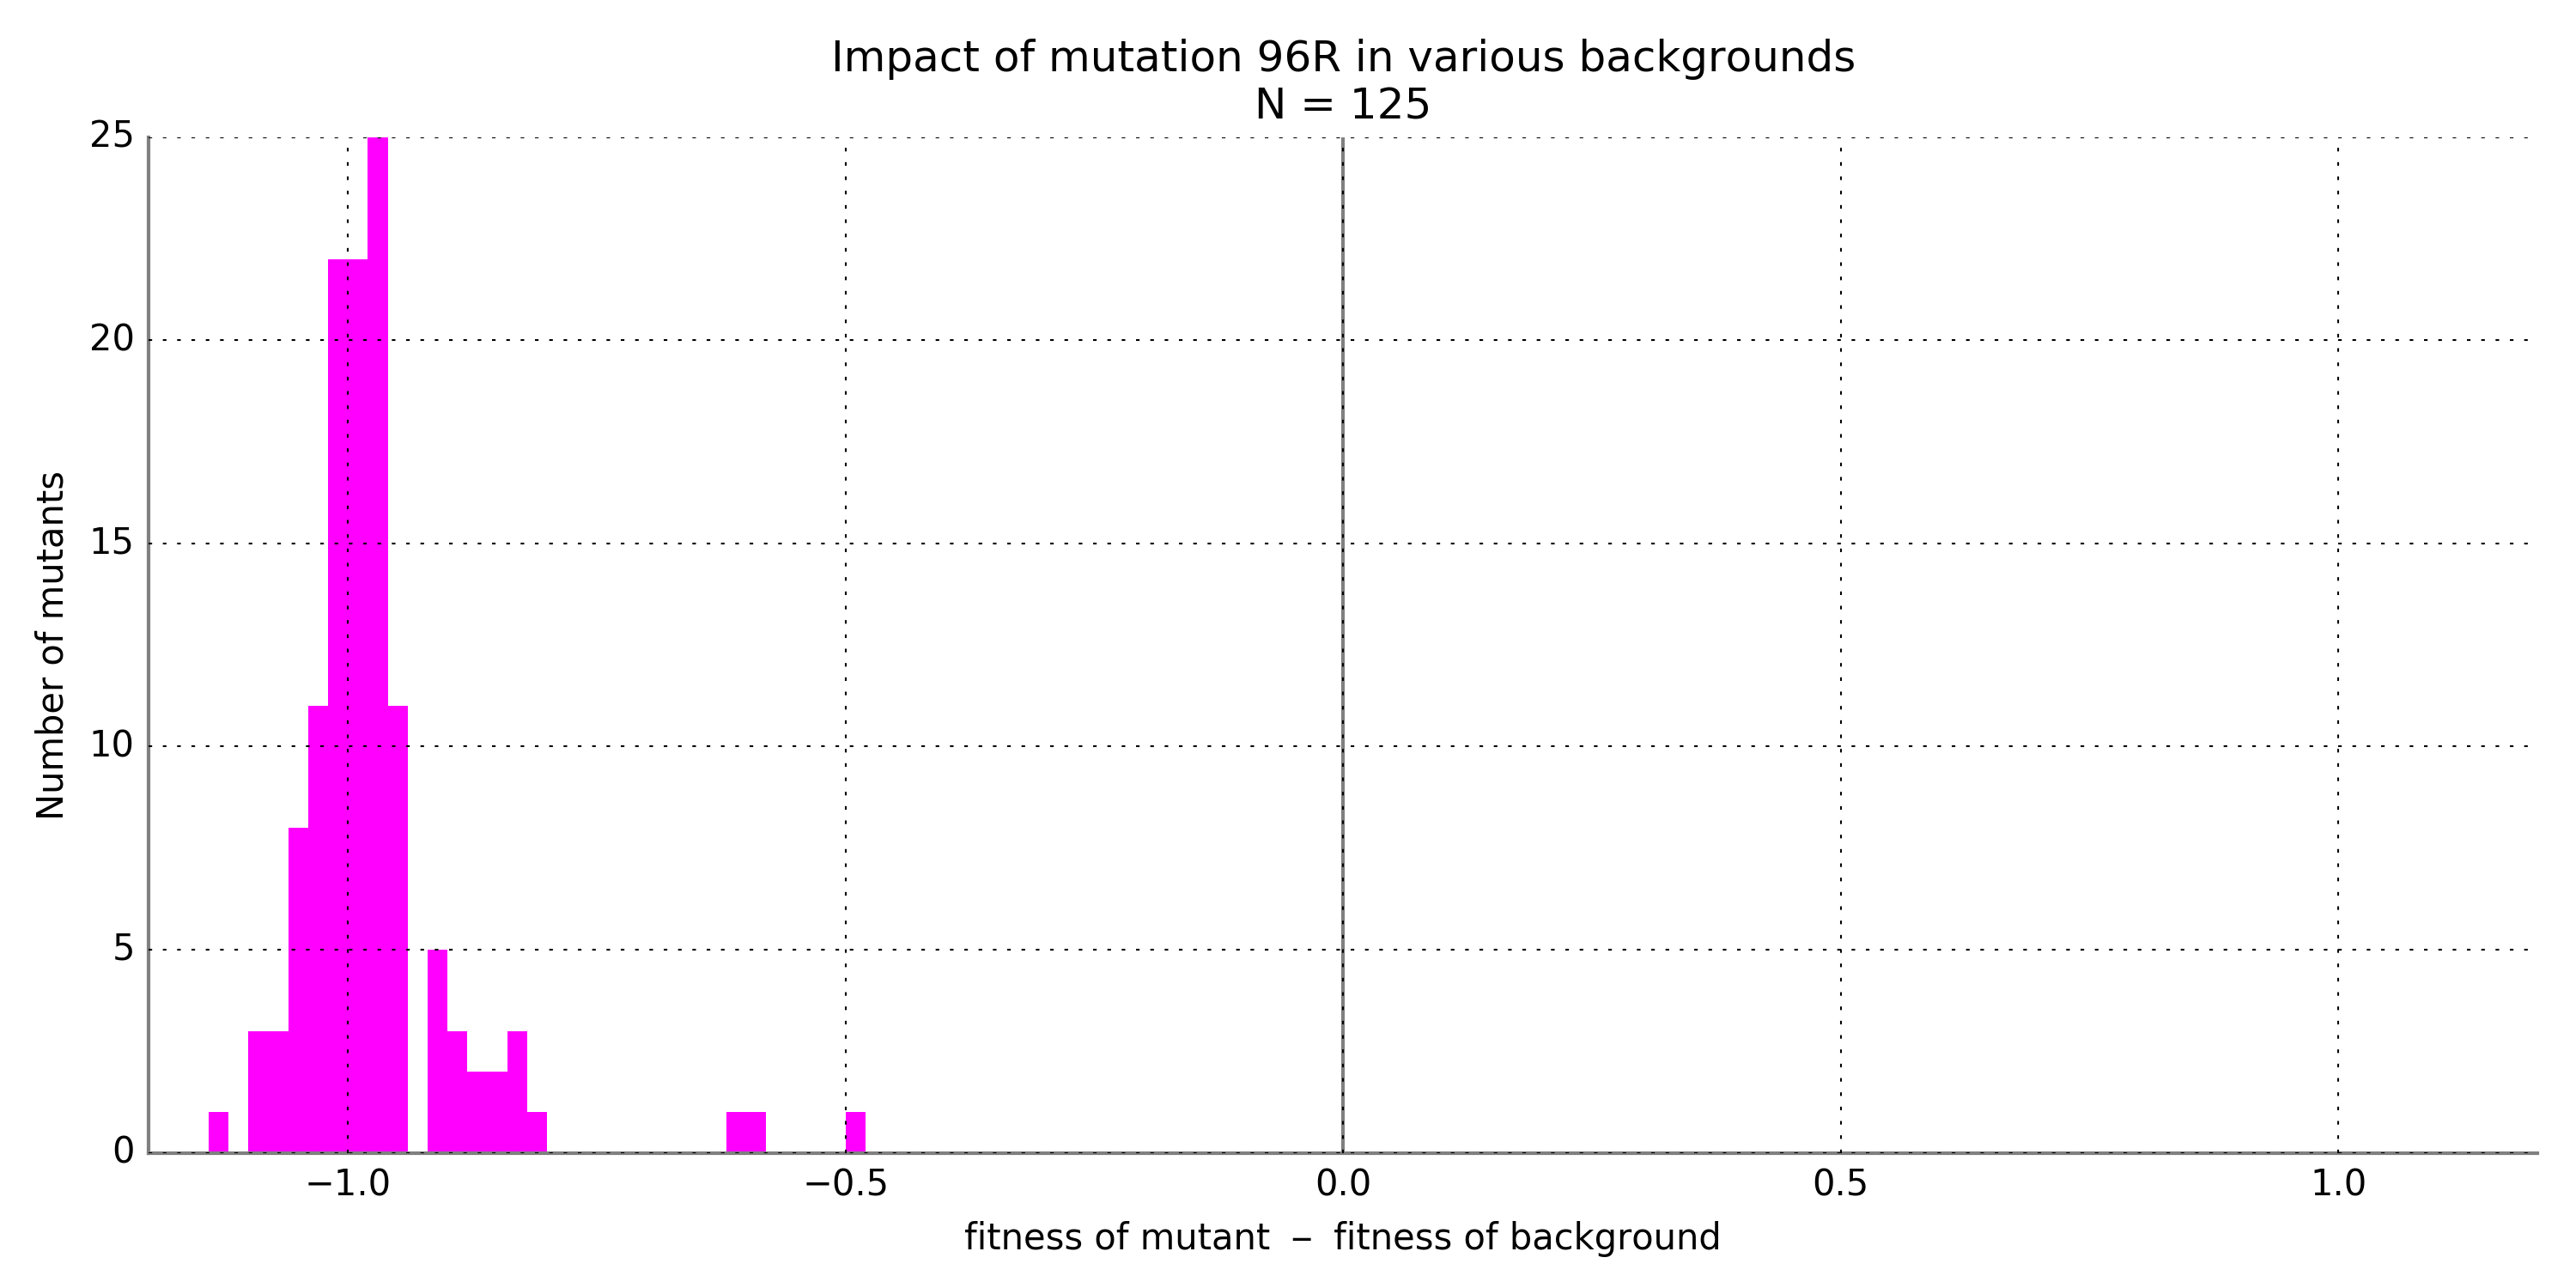 Impact of mutation 96R in various backgrounds
N = 125
25
20
15
10
5
0
Number of mutants
−1.0
−0.5
0.0
0.5
1.0
fitness of mutant – fitness of background